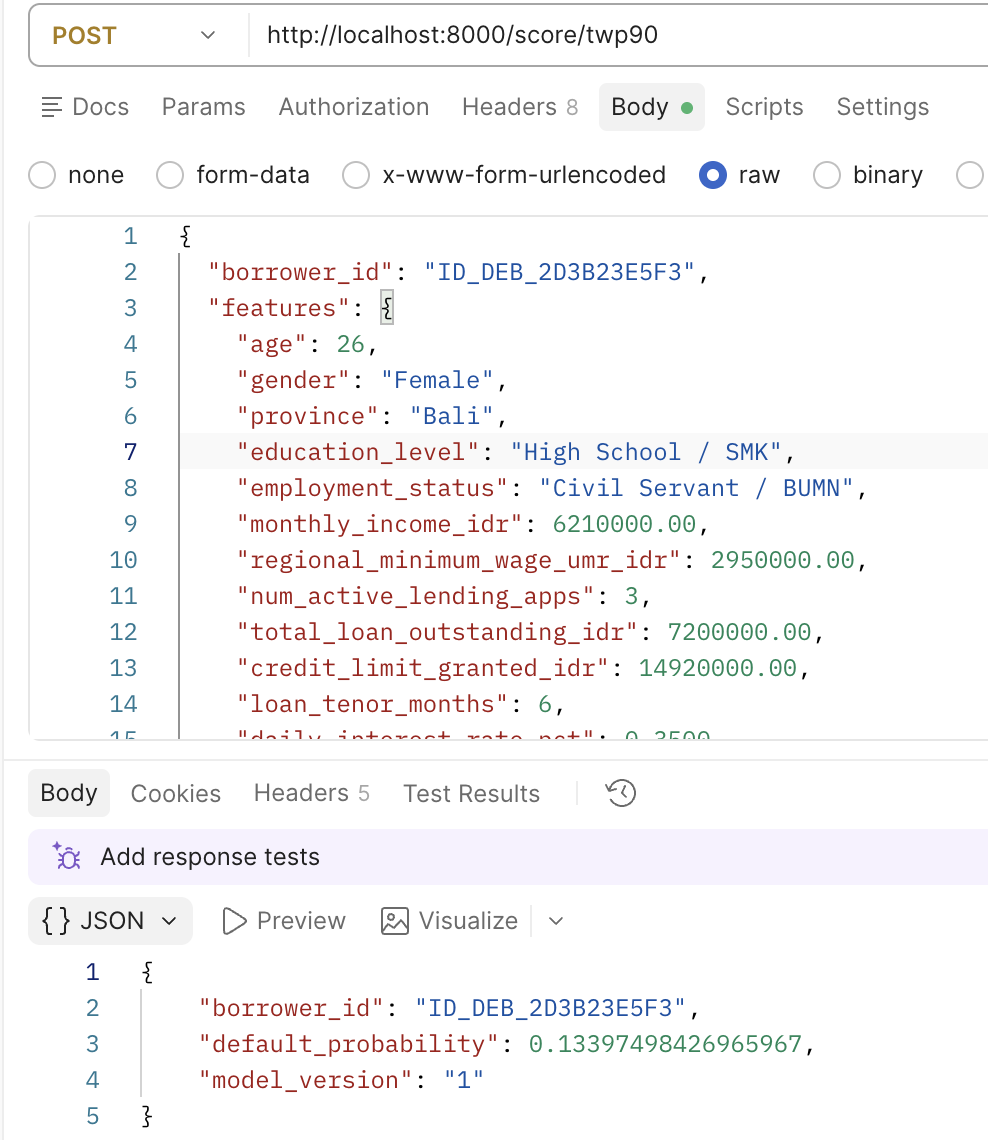 POST http://localhost:8000/score/twp90
Docs Params Authorization Headers 8 Body Scripts Settings
none form-data x-www-form-urlencoded raw binary
1 {
2 "borrower_id": "ID_DEB_2D3B23E5F3",
3 "features": {
4 "age": 26,
5 "gender": "Female",
6 "province": "Bali",
7 "education_level": "High School / SMK",
8 "employment_status": "Civil Servant / BUMN",
9 "monthly_income_idr": 6210000.00,
10 "regional_minimum_wage_umr_idr": 2950000.00,
11 "num_active_lending_apps": 3,
12 "total_loan_outstanding_idr": 7200000.00,
13 "credit_limit_granted_idr": 14920000.00,
14 "loan_tenor_months": 6,
15 "daily_interest_rate_pct": 0.3500
Body Cookies Headers 5 Test Results
Add response tests
{} JSON Preview Visualize
1 {
2 "borrower_id": "ID_DEB_2D3B23E5F3",
3 "default_probability": 0.13397498426965967,
4 "model_version": "1"
5 }